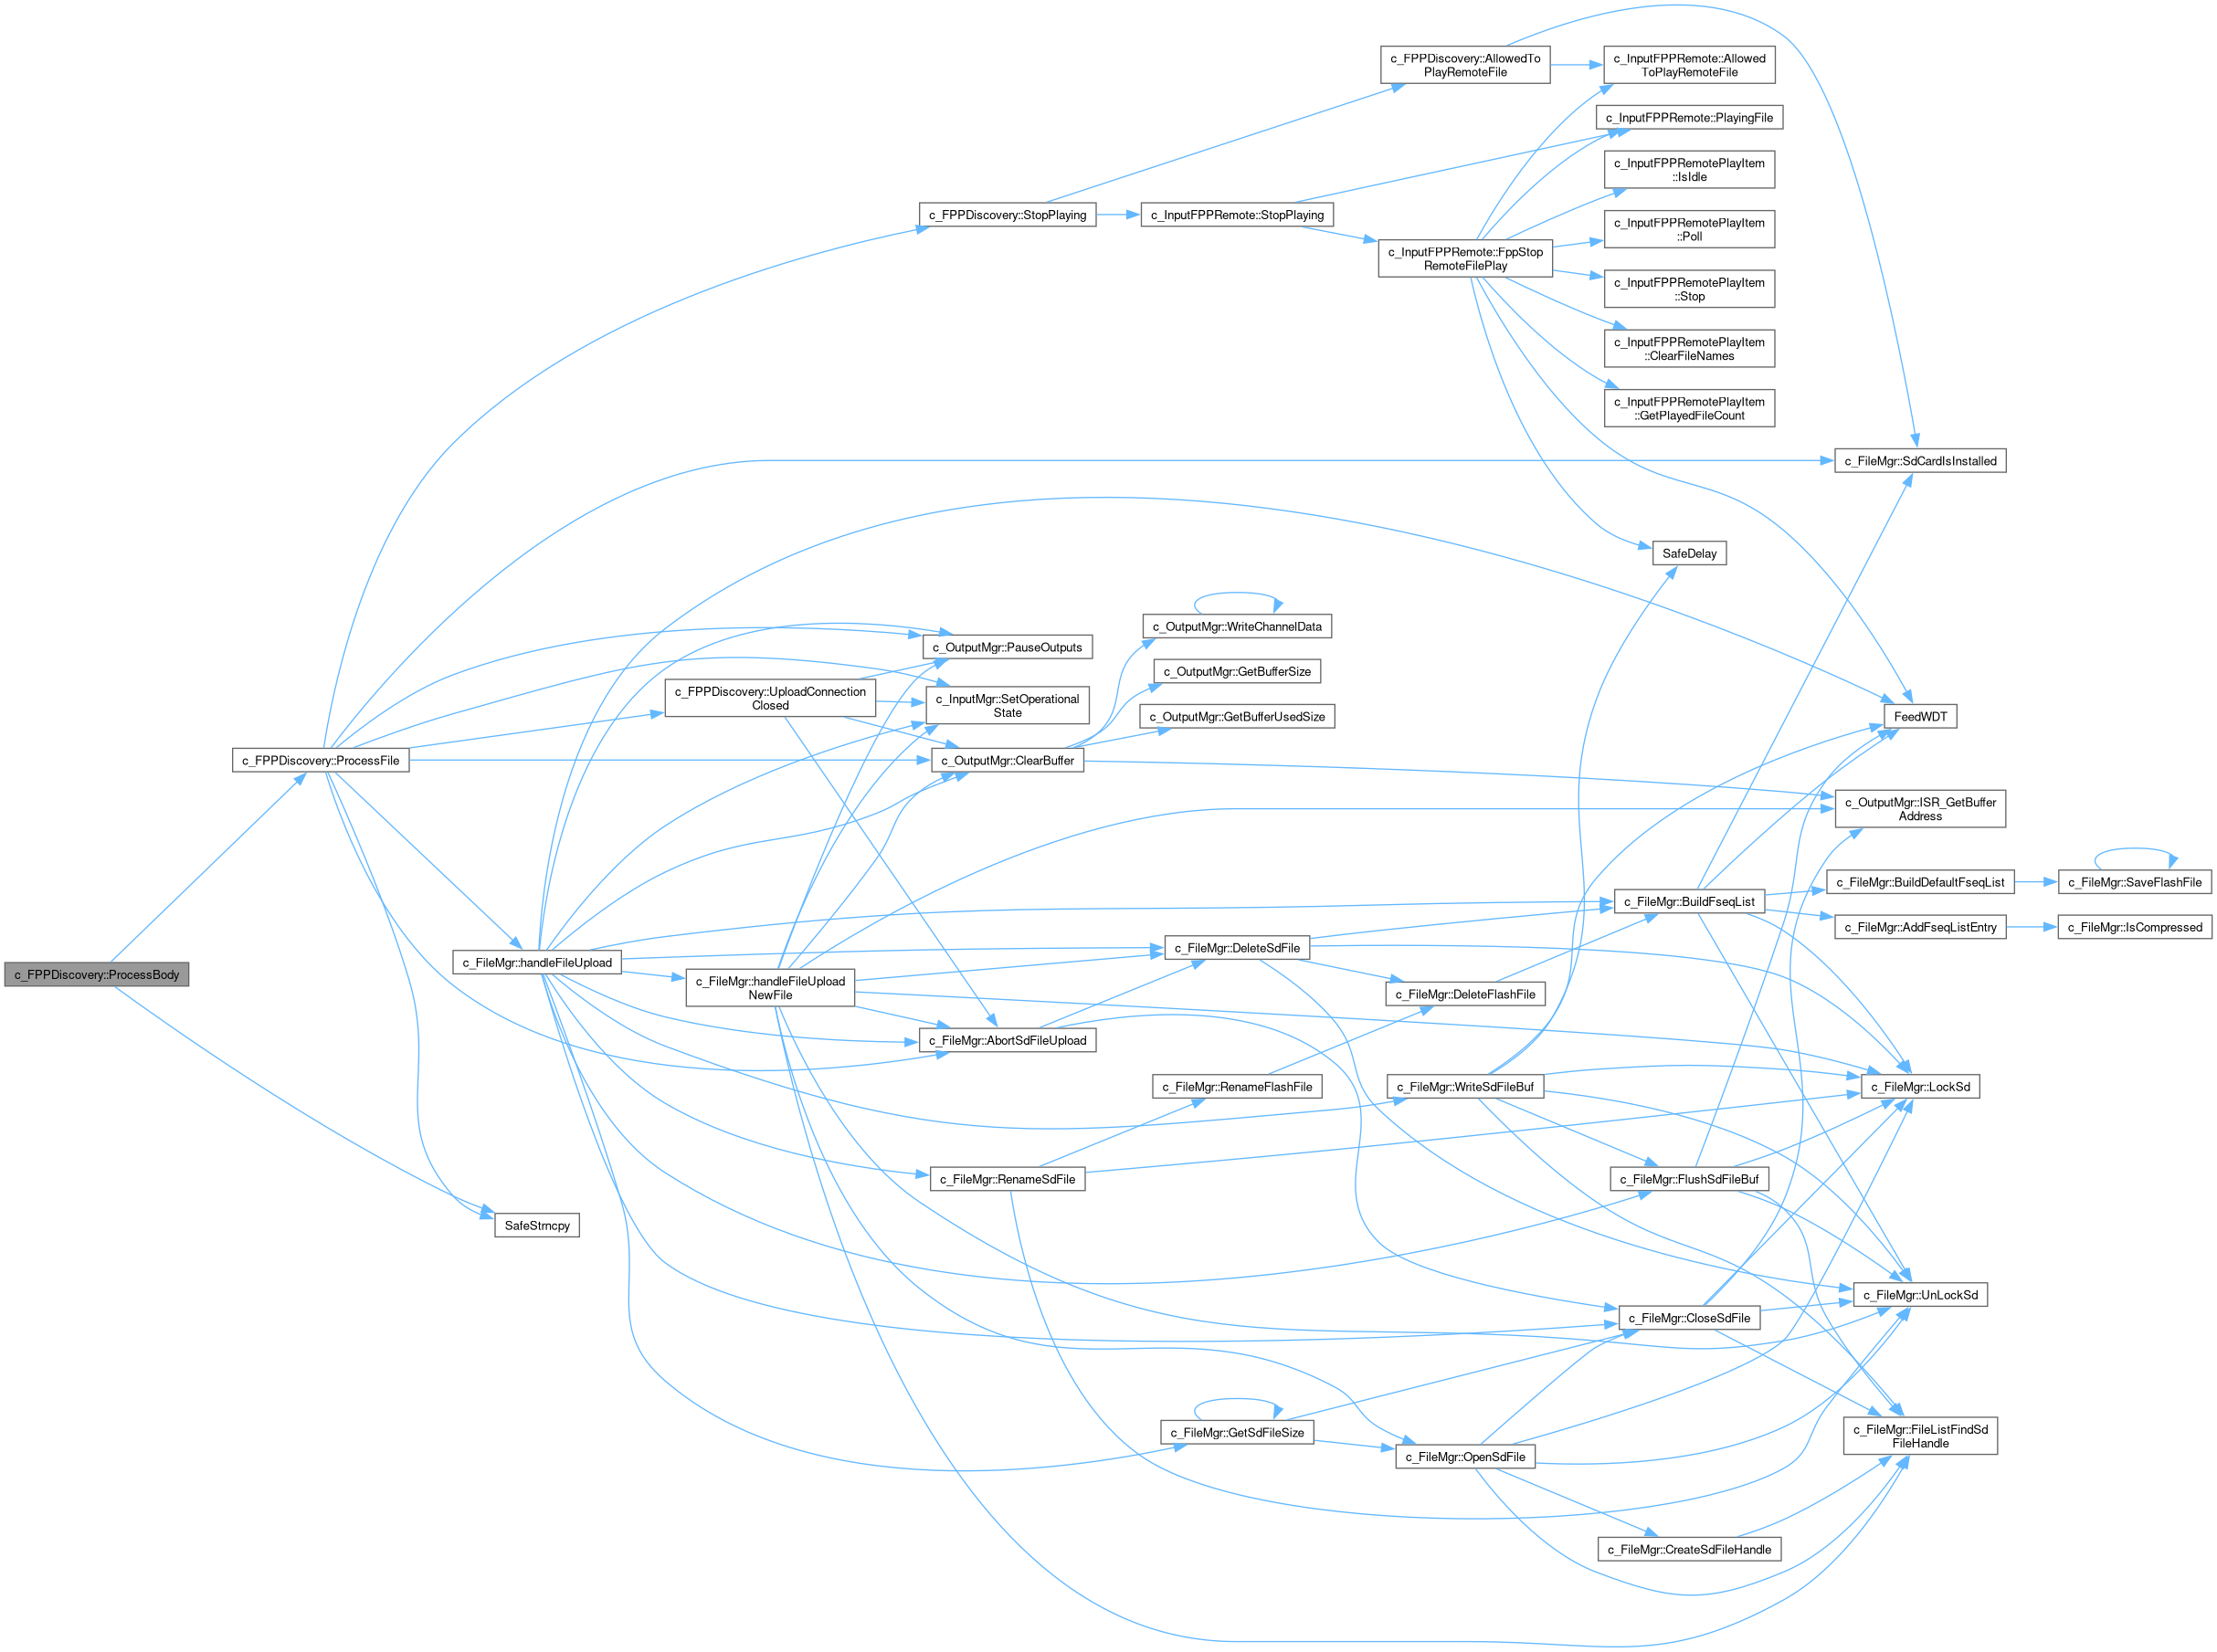 c_FPPDiscovery::ProcessBody
c_FPPDiscovery::ProcessFile
c_FileMgr::handleFileUpload
SafeStrncpy
c_FPPDiscovery::UploadConnection
Closed
c_FileMgr::handleFileUpload
NewFile
c_FPPDiscovery::StopPlaying
c_OutputMgr::PauseOutputs
c_InputMgr::SetOperational
State
c_OutputMgr::ClearBuffer
c_FileMgr::AbortSdFileUpload
c_FileMgr::RenameSdFile
c_InputFPPRemote::StopPlaying
c_OutputMgr::WriteChannelData
c_OutputMgr::GetBufferSize
c_OutputMgr::GetBufferUsedSize
c_FileMgr::DeleteSdFile
c_FileMgr::RenameFlashFile
c_FileMgr::GetSdFileSize
c_FPPDiscovery::AllowedTo
PlayRemoteFile
c_InputFPPRemote::FppStop
RemoteFilePlay
c_FileMgr::DeleteFlashFile
c_FileMgr::WriteSdFileBuf
c_FileMgr::OpenSdFile
c_InputFPPRemote::Allowed
ToPlayRemoteFile
c_InputFPPRemote::PlayingFile
c_InputFPPRemotePlayItem
::IsIdle
c_InputFPPRemotePlayItem
::Poll
c_InputFPPRemotePlayItem
::Stop
c_InputFPPRemotePlayItem
::ClearFileNames
c_InputFPPRemotePlayItem
::GetPlayedFileCount
SafeDelay
c_FileMgr::BuildFseqList
c_FileMgr::FlushSdFileBuf
c_FileMgr::CloseSdFile
c_FileMgr::CreateSdFileHandle
c_FileMgr::SdCardIsInstalled
FeedWDT
c_OutputMgr::ISR_GetBuffer
Address
c_FileMgr::BuildDefaultFseqList
c_FileMgr::AddFseqListEntry
c_FileMgr::LockSd
c_FileMgr::UnLockSd
c_FileMgr::FileListFindSd
FileHandle
c_FileMgr::SaveFlashFile
c_FileMgr::IsCompressed